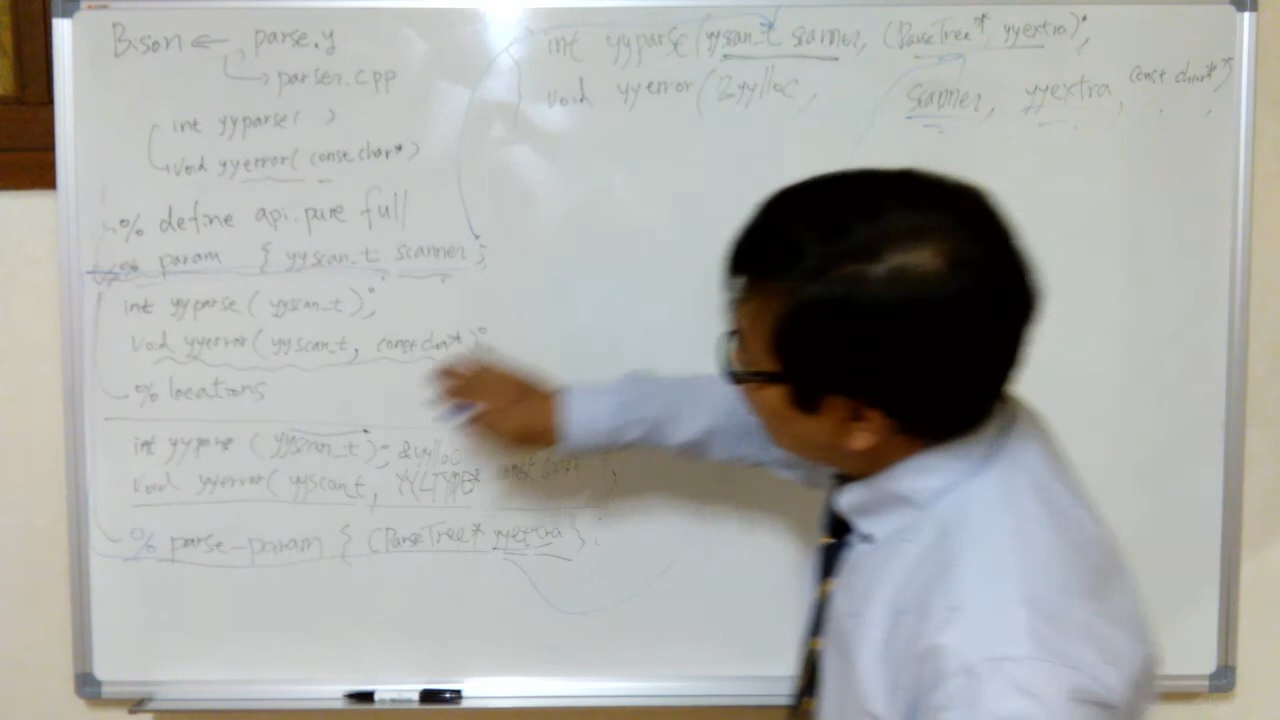 Bison ← parse.y
→ parser.cpp
int yyparse( )
void yyerror( const char*)
% define api.pure full
% param { yyscan_t scanner };
int yyparse ( yyscan_t );
void yyerror( yyscan_t, const char*);
% locations
int yyparse ( yyscan_t ); &yylloc
void yyerror( yyscan_t, YYLTYPE* const char* );
% parse-param { CParseTree* yyextra };
int yyparse( yyscan_t scanner, CParseTree* yyextra);
void yyerror( &yylloc, scanner, yyextra, const char*);